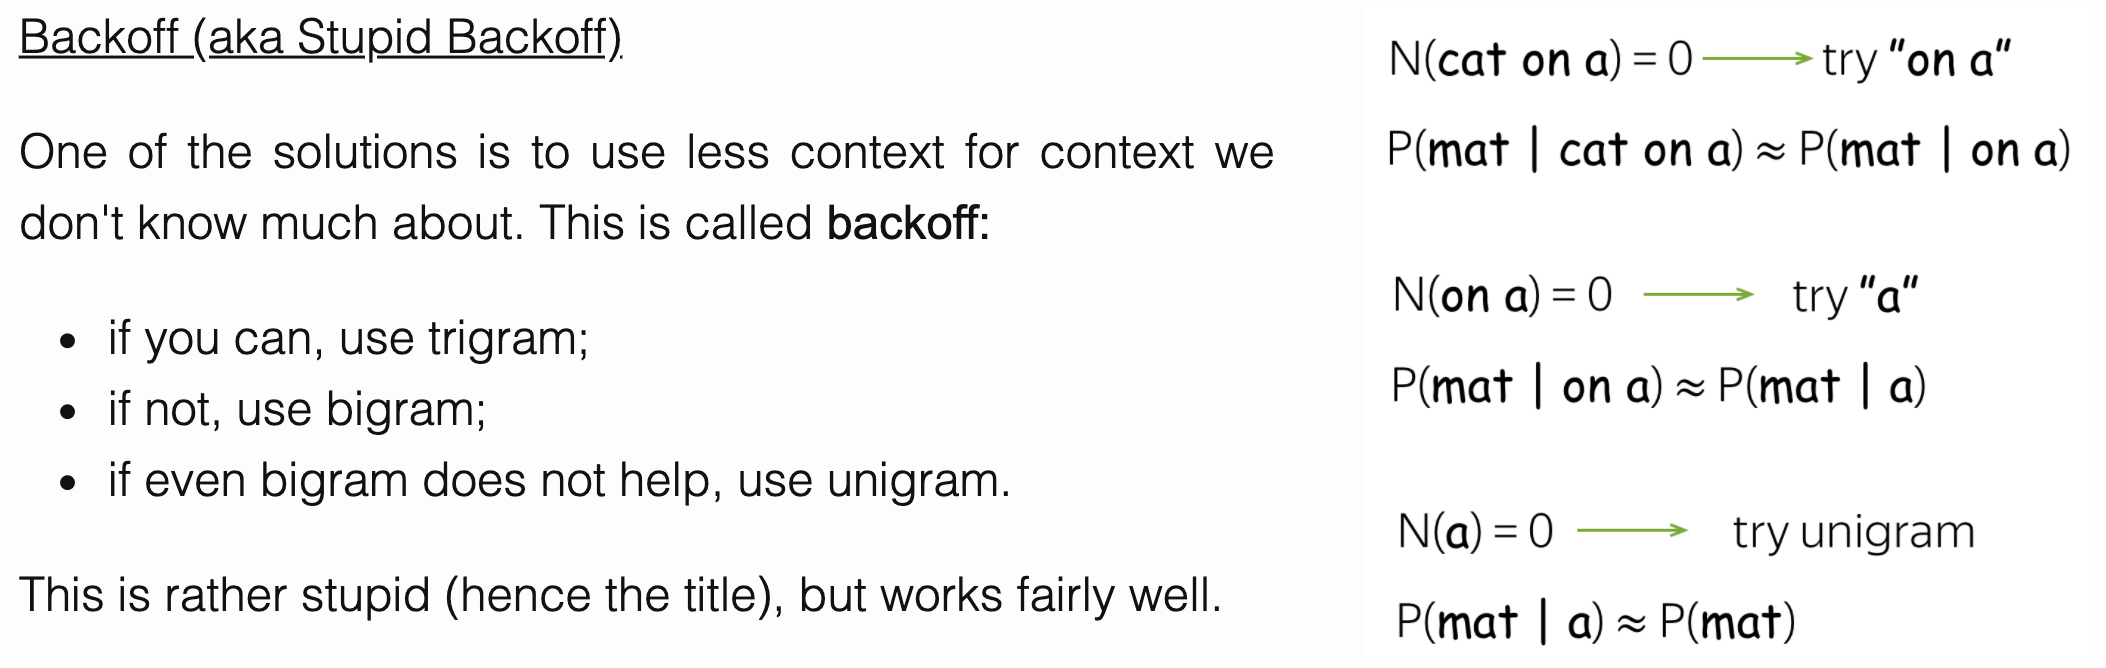 Backoff (aka Stupid Backoff)
One of the solutions is to use less context for context we
don't know much about. This is called backoff:
• if you can, use trigram;
• if not, use bigram;
• if even bigram does not help, use unigram.
This is rather stupid (hence the title), but works fairly well.
N(cat on a) = 0 → try "on a"
P(mat | cat on a) ≈ P(mat | on a)
N(on a) = 0 → try "a"
P(mat | on a) ≈ P(mat | a)
N(a) = 0 → try unigram
P(mat | a) ≈ P(mat)